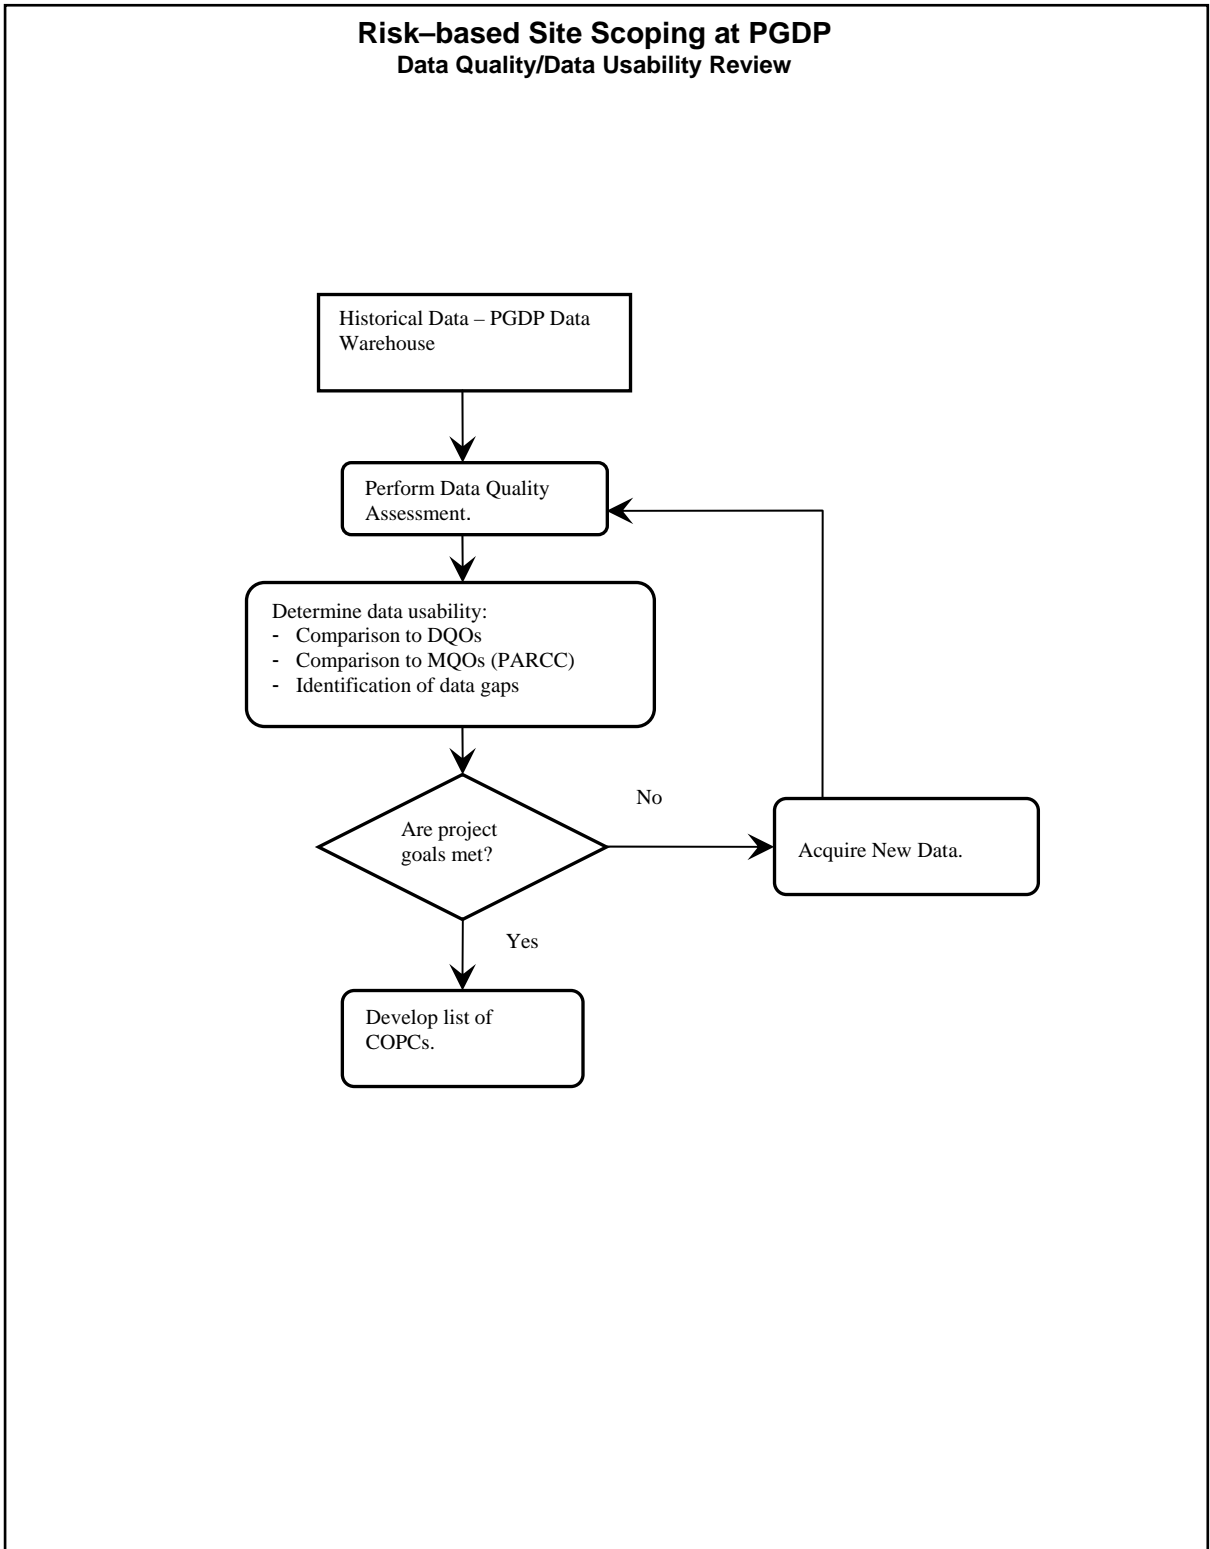 Risk–based Site Scoping at PGDP
Data Quality/Data Usability Review
Historical Data – PGDP Data
Warehouse
Perform Data Quality
Assessment.
Determine data usability:
- Comparison to DQOs
- Comparison to MQOs (PARCC)
- Identification of data gaps
No
Are project
goals met?
Acquire New Data.
Yes
Develop list of
COPCs.